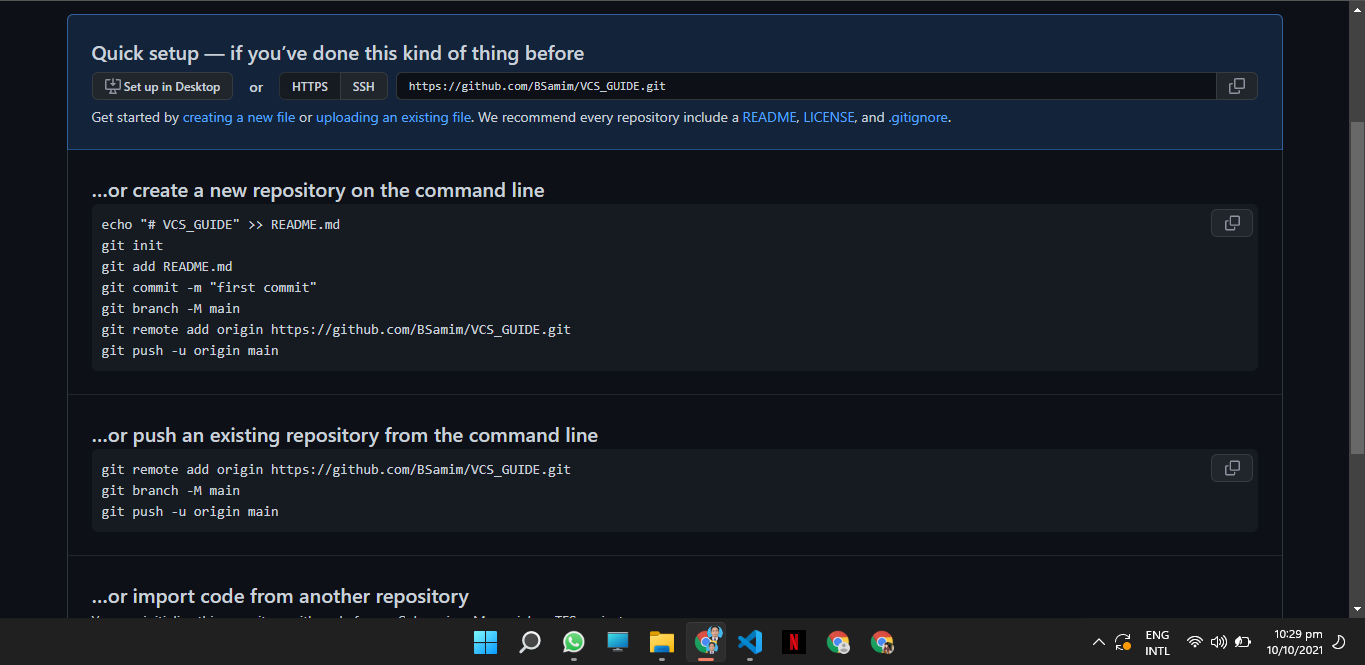 Quick setup — if you’ve done this kind of thing before
Set up in Desktop or HTTPS SSH https://github.com/BSamim/VCS_GUIDE.git
Get started by creating a new file or uploading an existing file. We recommend every repository include a README, LICENSE, and .gitignore.
…or create a new repository on the command line
echo "# VCS_GUIDE" >> README.md
git init
git add README.md
git commit -m "first commit"
git branch -M main
git remote add origin https://github.com/BSamim/VCS_GUIDE.git
git push -u origin main
…or push an existing repository from the command line
git remote add origin https://github.com/BSamim/VCS_GUIDE.git
git branch -M main
git push -u origin main
…or import code from another repository
N
ENG
INTL
10:29 pm
10/10/2021